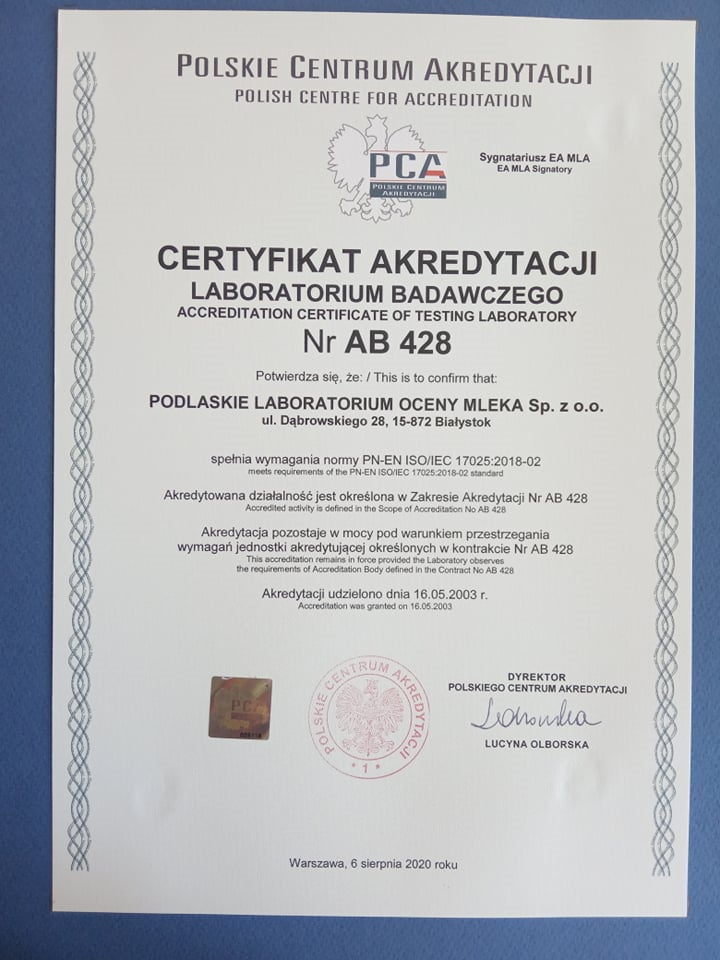 POLSKIE CENTRUM AKREDYTACJI
POLISH CENTRE FOR ACCREDITATION
PCA
POLSKIE CENTRUM
AKREDYTACJI
Sygnatariusz EA MLA
EA MLA Signatory
CERTYFIKAT AKREDYTACJI
LABORATORIUM BADAWCZEGO
ACCREDITATION CERTIFICATE OF TESTING LABORATORY
Nr AB 428
Potwierdza się, że: / This is to confirm that:
PODLASKIE LABORATORIUM OCENY MLEKA Sp. z o.o.
ul. Dąbrowskiego 28, 15-872 Białystok
spełnia wymagania normy PN-EN ISO/IEC 17025:2018-02
meets requirements of the PN-EN ISO/IEC 17025:2018-02 standard
Akredytowana działalność jest określona w Zakresie Akredytacji Nr AB 428
Accredited activity is defined in the Scope of Accreditation No AB 428
Akredytacja pozostaje w mocy pod warunkiem przestrzegania
wymagań jednostki akredytującej określonych w kontrakcie Nr AB 428
This accreditation remains in force provided the Laboratory observes
the requirements of Accreditation Body defined in the Contract No AB 428
Akredytacji udzielono dnia 16.05.2003 r.
Accreditation was granted on 16.05.2003
PCA
POLSKIE CENTRUM AKREDYTACJI
* 1 *
DYREKTOR
POLSKIEGO CENTRUM AKREDYTACJI
LUCYNA OLBORSKA
Warszawa, 6 sierpnia 2020 roku